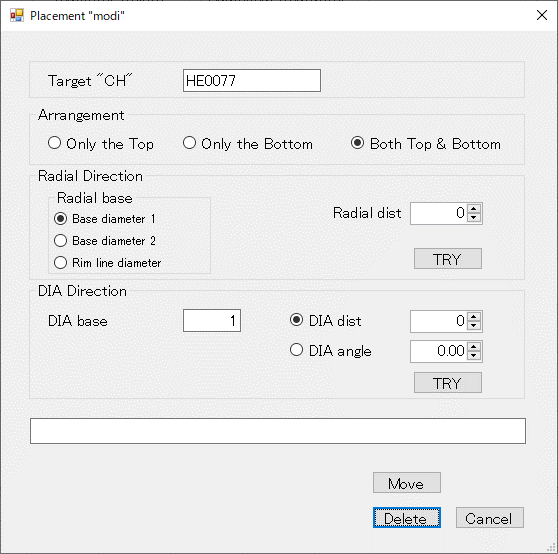 Placement "modi"
Target "CH" HE0077
Arrangement
Only the Top Only the Bottom Both Top & Bottom
Radial Direction
Radial base
Base diameter 1
Radial dist 0
Base diameter 2
Rim line diameter
TRY
DIA Direction
DIA base 1 DIA dist 0
DIA angle 0.00
TRY
Move
Delete Cancel